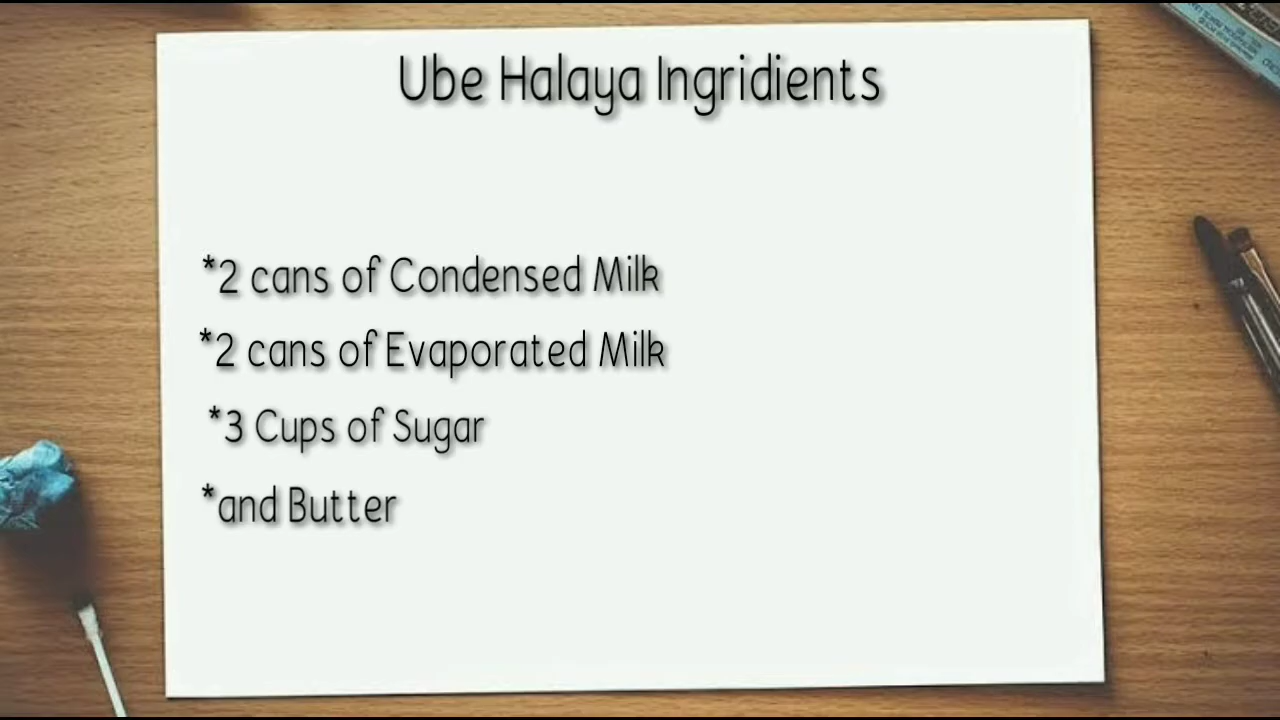 Ube Halaya Ingridients
*2 cans of Condensed Milk
*2 cans of Evaporated Milk
*3 Cups of Sugar
*and Butter